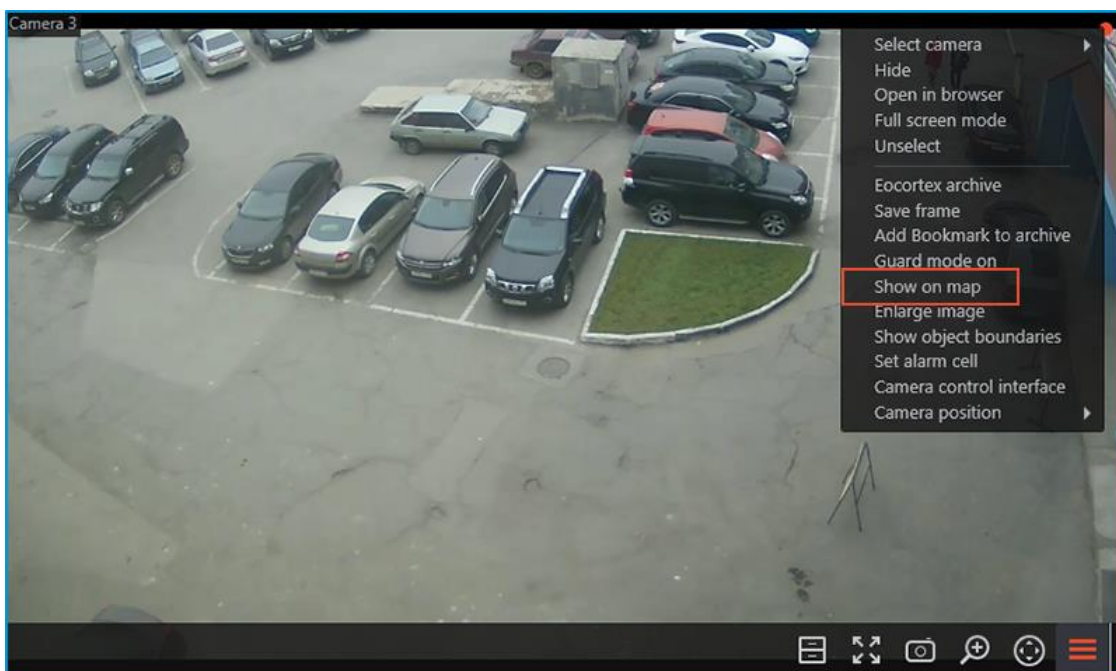 Camera 3
Select camera
Hide
Open in browser
Full screen mode
Unselect
Eocortex archive
Save frame
Add Bookmark to archive
Guard mode on
Show on map
Enlarge image
Show object boundaries
Set alarm cell
Camera control interface
Camera position